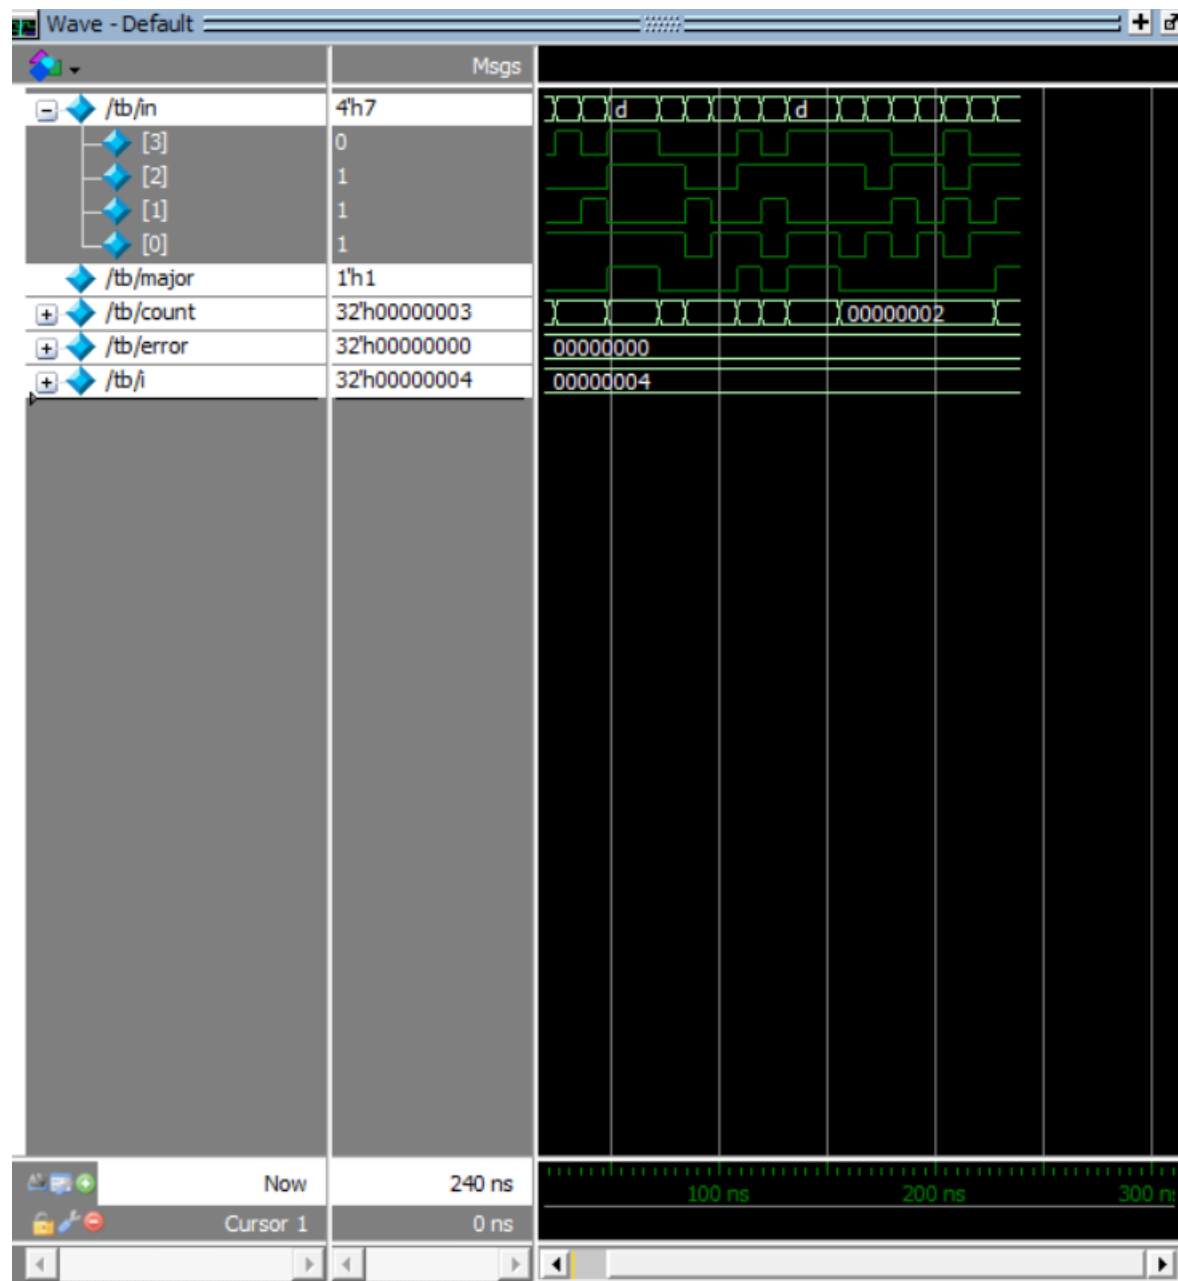 Wave - Default
Msgs
/tb/in 4'h7 d d
[3] 0
[2] 1
[1] 1
[0] 1
/tb/major 1'h1
/tb/count 32'h00000003 00000002
/tb/error 32'h00000000 00000000
/tb/i 32'h00000004 00000004
Now 240 ns 100 ns 200 ns 300 n
Cursor 1 0 ns